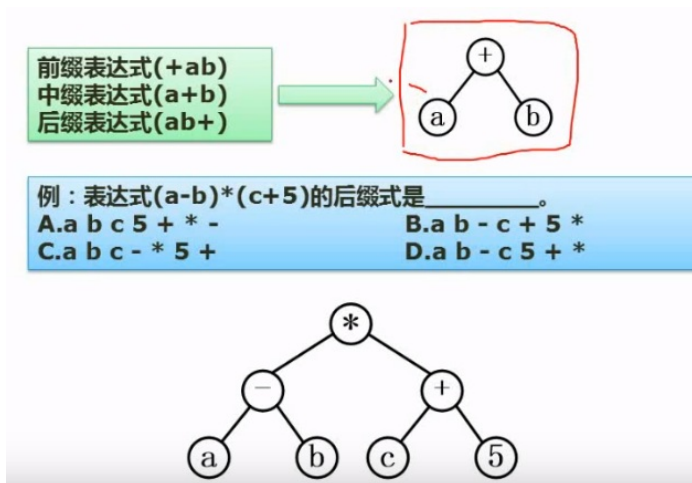 前缀表达式(+ab)
中缀表达式(a+b)
后缀表达式(ab+)
+
a b
例：表达式(a-b)*(c+5)的后缀式是________。
A.a b c 5 + * - B.a b - c + 5 *
C.a b c - * 5 + D.a b - c 5 + *
*
- +
a b c 5